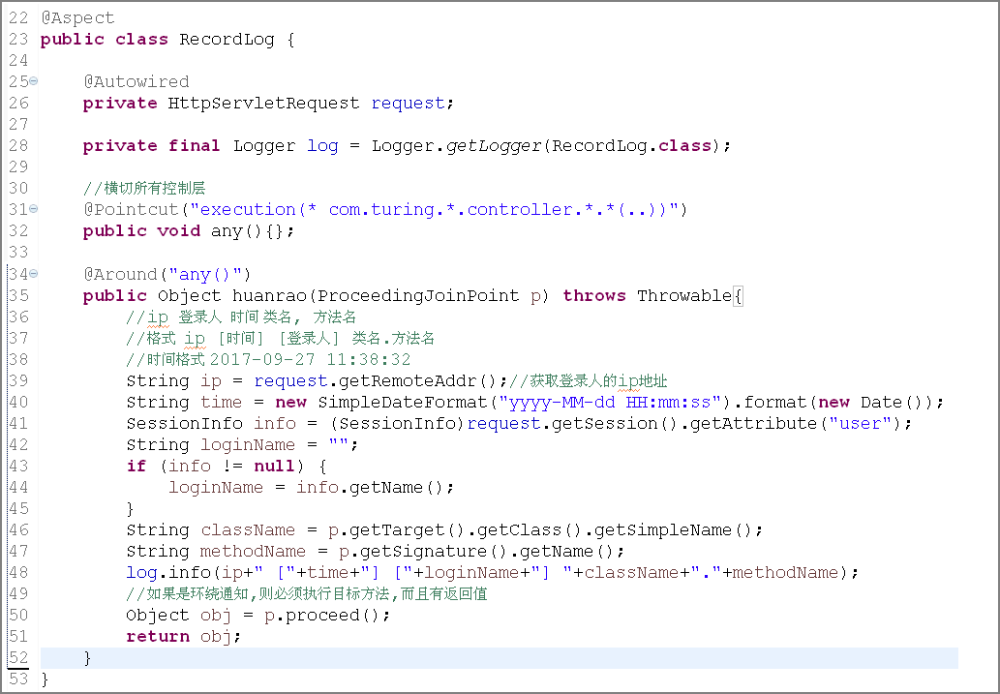 22 @Aspect
23 public class RecordLog {
24
25 @Autowired
26 private HttpServletRequest request;
27
28 private final Logger log = Logger.getLogger(RecordLog.class);
29
30 //横切所有控制层
31 @Pointcut("execution(* com.turing.*.controller.*.*(..))")
32 public void any(){};
33
34 @Around("any()")
35 public Object huanrao(ProceedingJoinPoint p) throws Throwable{
36 //ip 登录人 时间 类名, 方法名
37 //格式 ip [时间] [登录人] 类名.方法名
38 //时间格式 2017-09-27 11:38:32
39 String ip = request.getRemoteAddr();//获取登录人的ip地址
40 String time = new SimpleDateFormat("yyyy-MM-dd HH:mm:ss").format(new Date());
41 SessionInfo info = (SessionInfo)request.getSession().getAttribute("user");
42 String loginName = "";
43 if (info != null) {
44 loginName = info.getName();
45 }
46 String className = p.getTarget().getClass().getSimpleName();
47 String methodName = p.getSignature().getName();
48 log.info(ip+" ["+time+"] ["+loginName+"] "+className+"."+methodName);
49 //如果是环绕通知,则必须执行目标方法,而且有返回值
50 Object obj = p.proceed();
51 return obj;
52 }
53 }